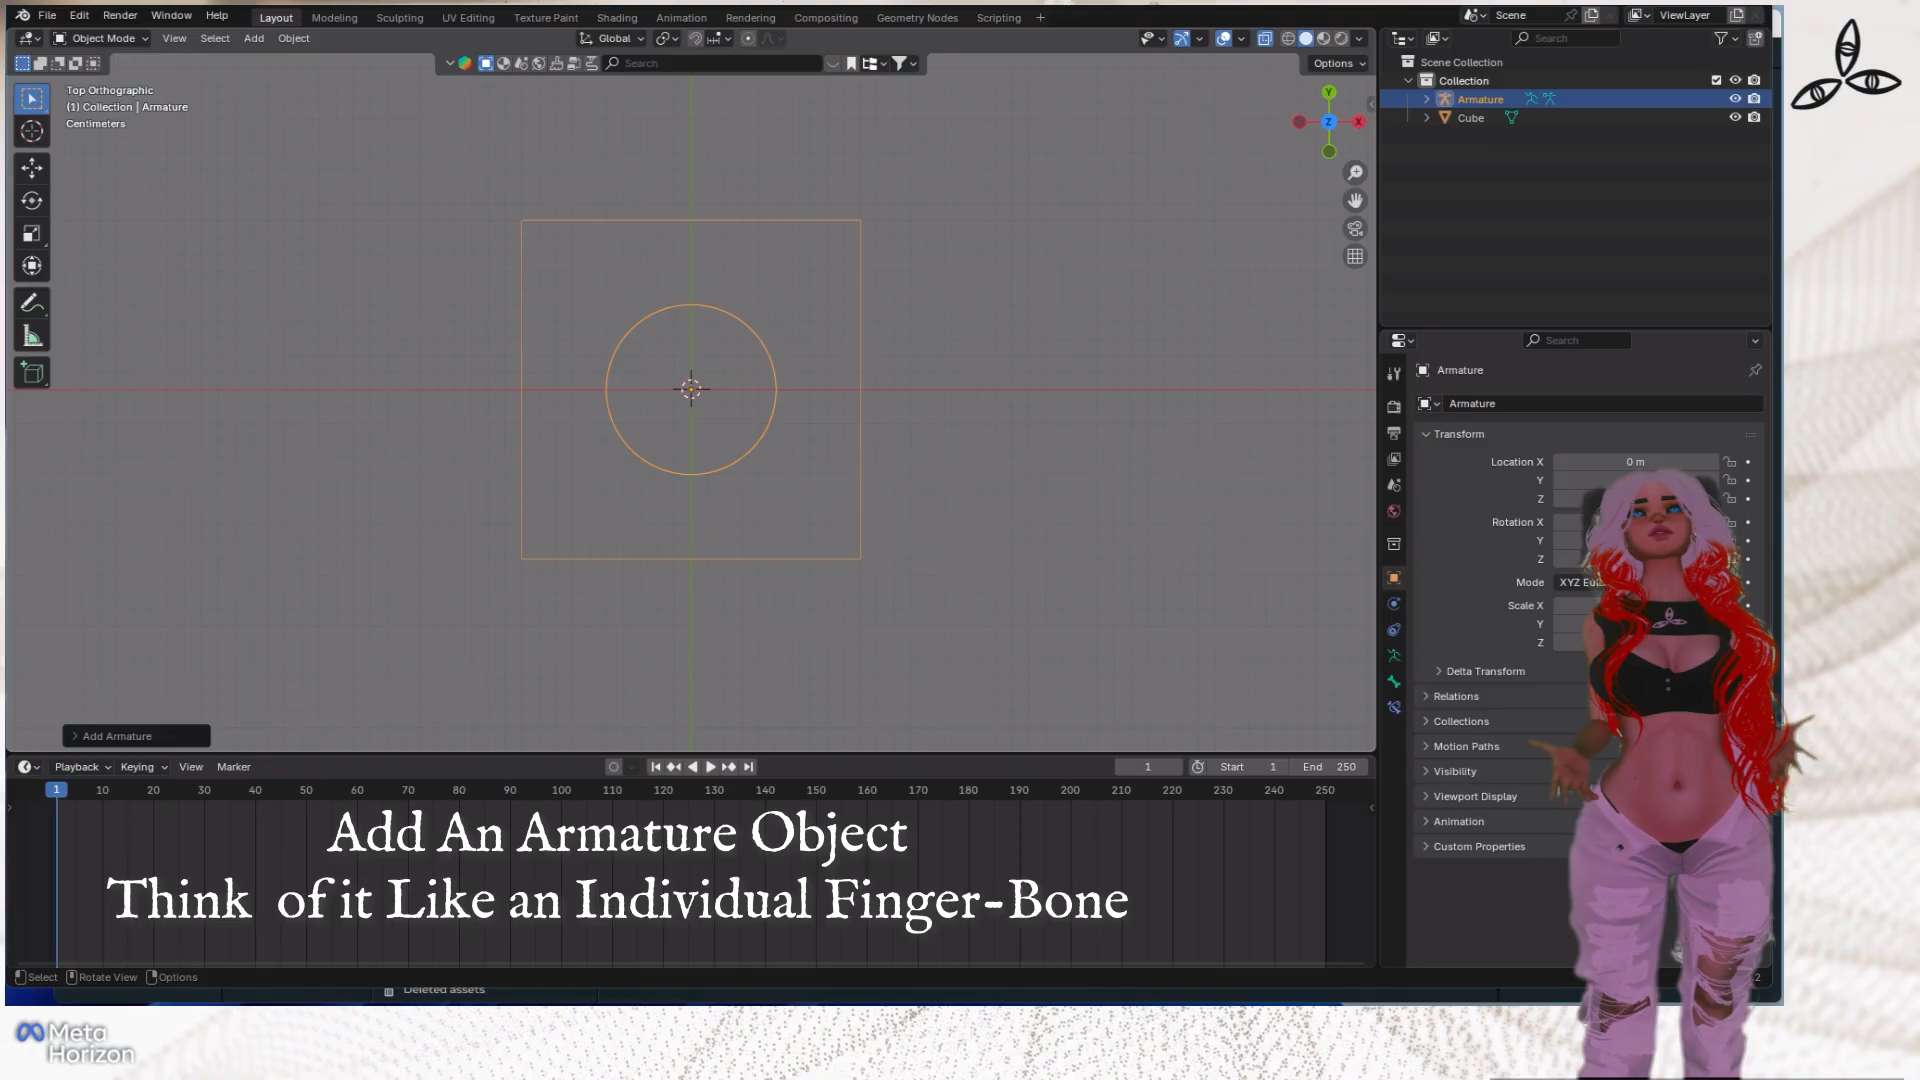 File Edit Render Window Help
Layout Modeling Sculpting UV Editing Texture Paint Shading Animation Rendering Compositing Geometry Nodes Scripting +
Scene
ViewLayer
Object Mode View Select Add Object
Global
Search
Search
Options
Top Orthographic
(1) Collection | Armature
Centimeters
Y
Z
X
Scene Collection
Collection
Armature
Cube
Search
Armature
Armature
Transform
Location X 0 m
Y
Z
Rotation X
Y
Z
Mode XYZ
Scale X
Y
Z
Delta Transform
Relations
Collections
Motion Paths
Visibility
Viewport Display
Animation
Custom Properties
Add Armature
Playback Keying View Marker
1 Start 1 End 250
1 10 20 30 40 50 60 70 80 90 100 110 120 130 140 150 160 170 180 190 200 210 220 230 240 250
Add An Armature Object
Think of it Like an Individual Finger-Bone
Select Rotate View Options
Deleted assets
Meta
Horizon